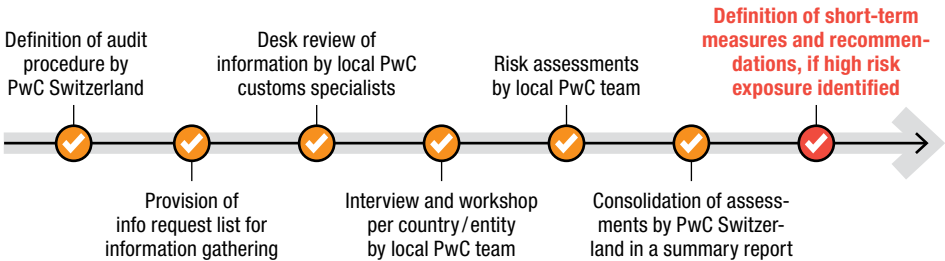 Definition of audit
procedure by
PwC Switzerland
Provision of
info request list for
information gathering
Desk review of
information by local PwC
customs specialists
Interview and workshop
per country/entity
by local PwC team
Risk assessments
by local PwC team
Consolidation of assess-
ments by PwC Switzer-
land in a summary report
Definition of short-term
measures and recommen-
dations, if high risk
exposure identified